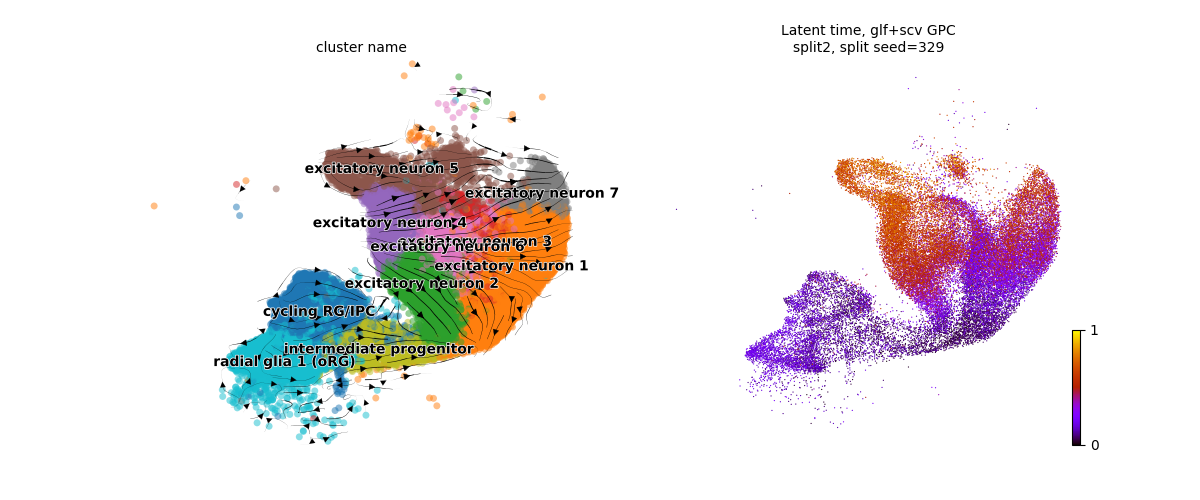 cluster name
Latent time, glf+scv GPC
split2, split seed=329
excitatory neuron 5
excitatory neuron 7
excitatory neuron 4
excitatory neuron 3
excitatory neuron 6
excitatory neuron 1
excitatory neuron 2
cycling RG/IPC
intermediate progenitor
radial glia 1 (oRG)
1
0